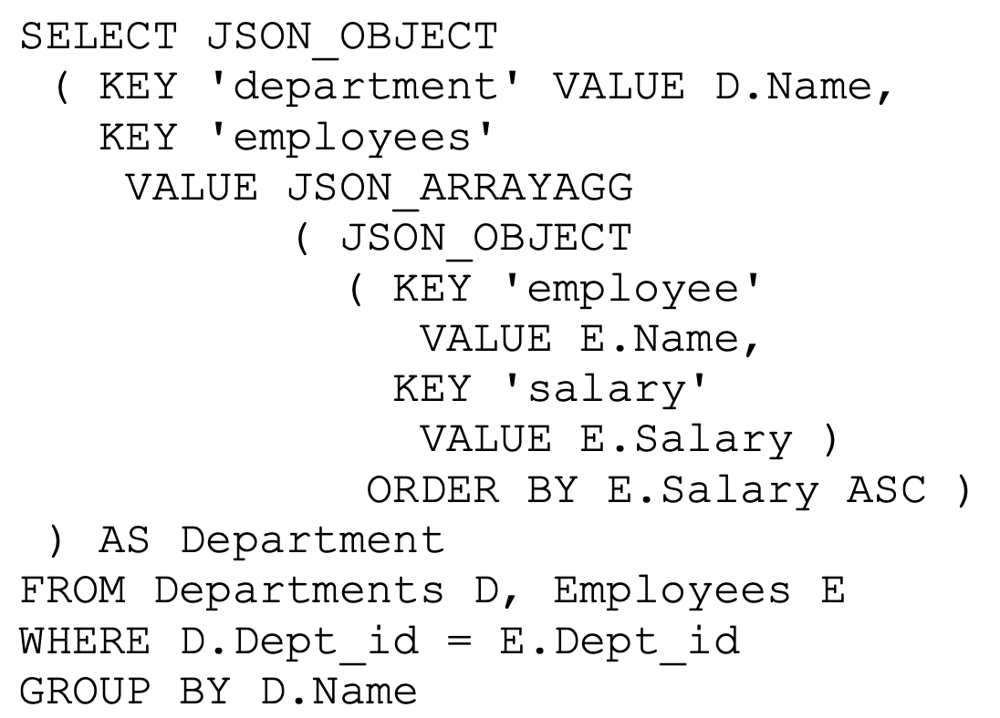 SELECT JSON_OBJECT
( KEY 'department' VALUE D.Name,
KEY 'employees'
VALUE JSON_ARRAYAGG
( JSON_OBJECT
( KEY 'employee'
VALUE E.Name,
KEY 'salary'
VALUE E.Salary )
ORDER BY E.Salary ASC )
) AS Department
FROM Departments D, Employees E
WHERE D.Dept_id = E.Dept_id
GROUP BY D.Name